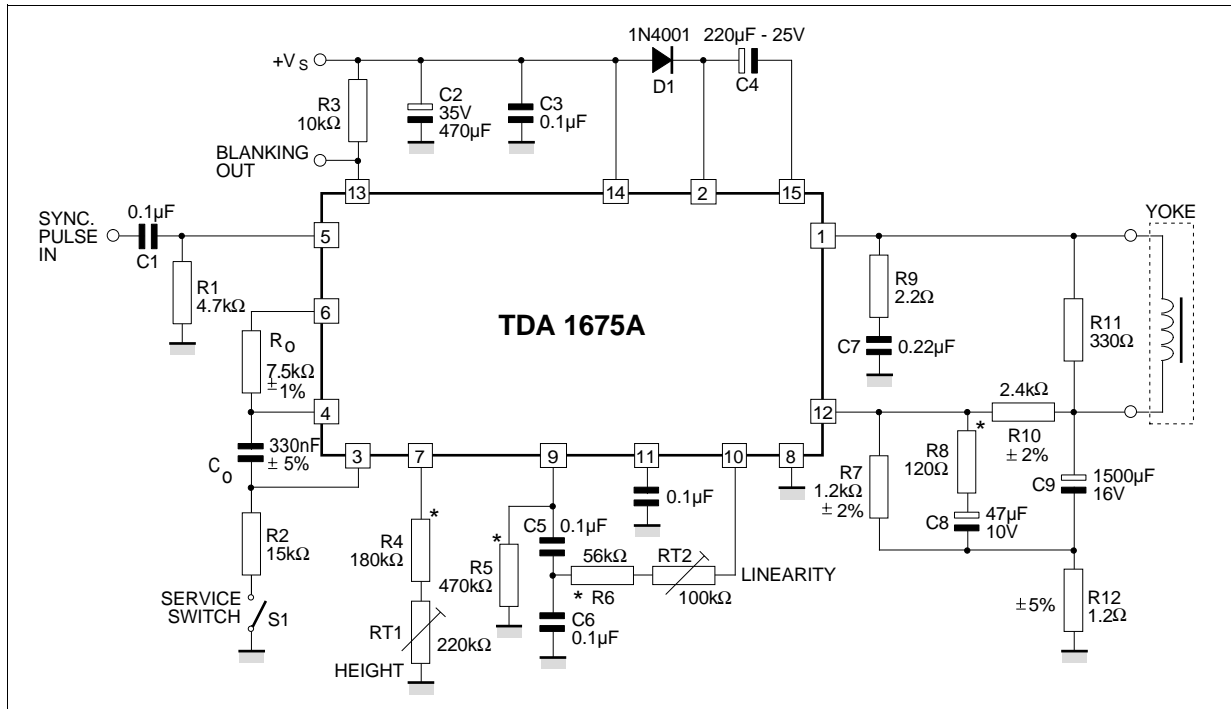 1N4001
220µF - 25V
+VS
D1
C4
R3
10kΩ
C2
35V
470µF
C3
0.1µF
BLANKING
OUT
13
14
2
15
SYNC.
PULSE
IN
0.1µF
C1
5
1
YOKE
R1
4.7kΩ
R9
2.2Ω
R11
330Ω
6
TDA 1675A
C7
0.22µF
Ro
7.5kΩ
±1%
4
12
2.4kΩ
R10
±2%
Co
330nF
±5%
3
7
9
11
10
8
R7
1.2kΩ
±2%
*
R8
120Ω
C9
1500µF
16V
C8
47µF
10V
0.1µF
R2
15kΩ
*
R4
180kΩ
*
R5
470kΩ
C5
0.1µF
56kΩ
* R6
RT2
100kΩ
LINEARITY
C6
0.1µF
SERVICE
SWITCH
S1
RT1
220kΩ
HEIGHT
±5%
R12
1.2Ω